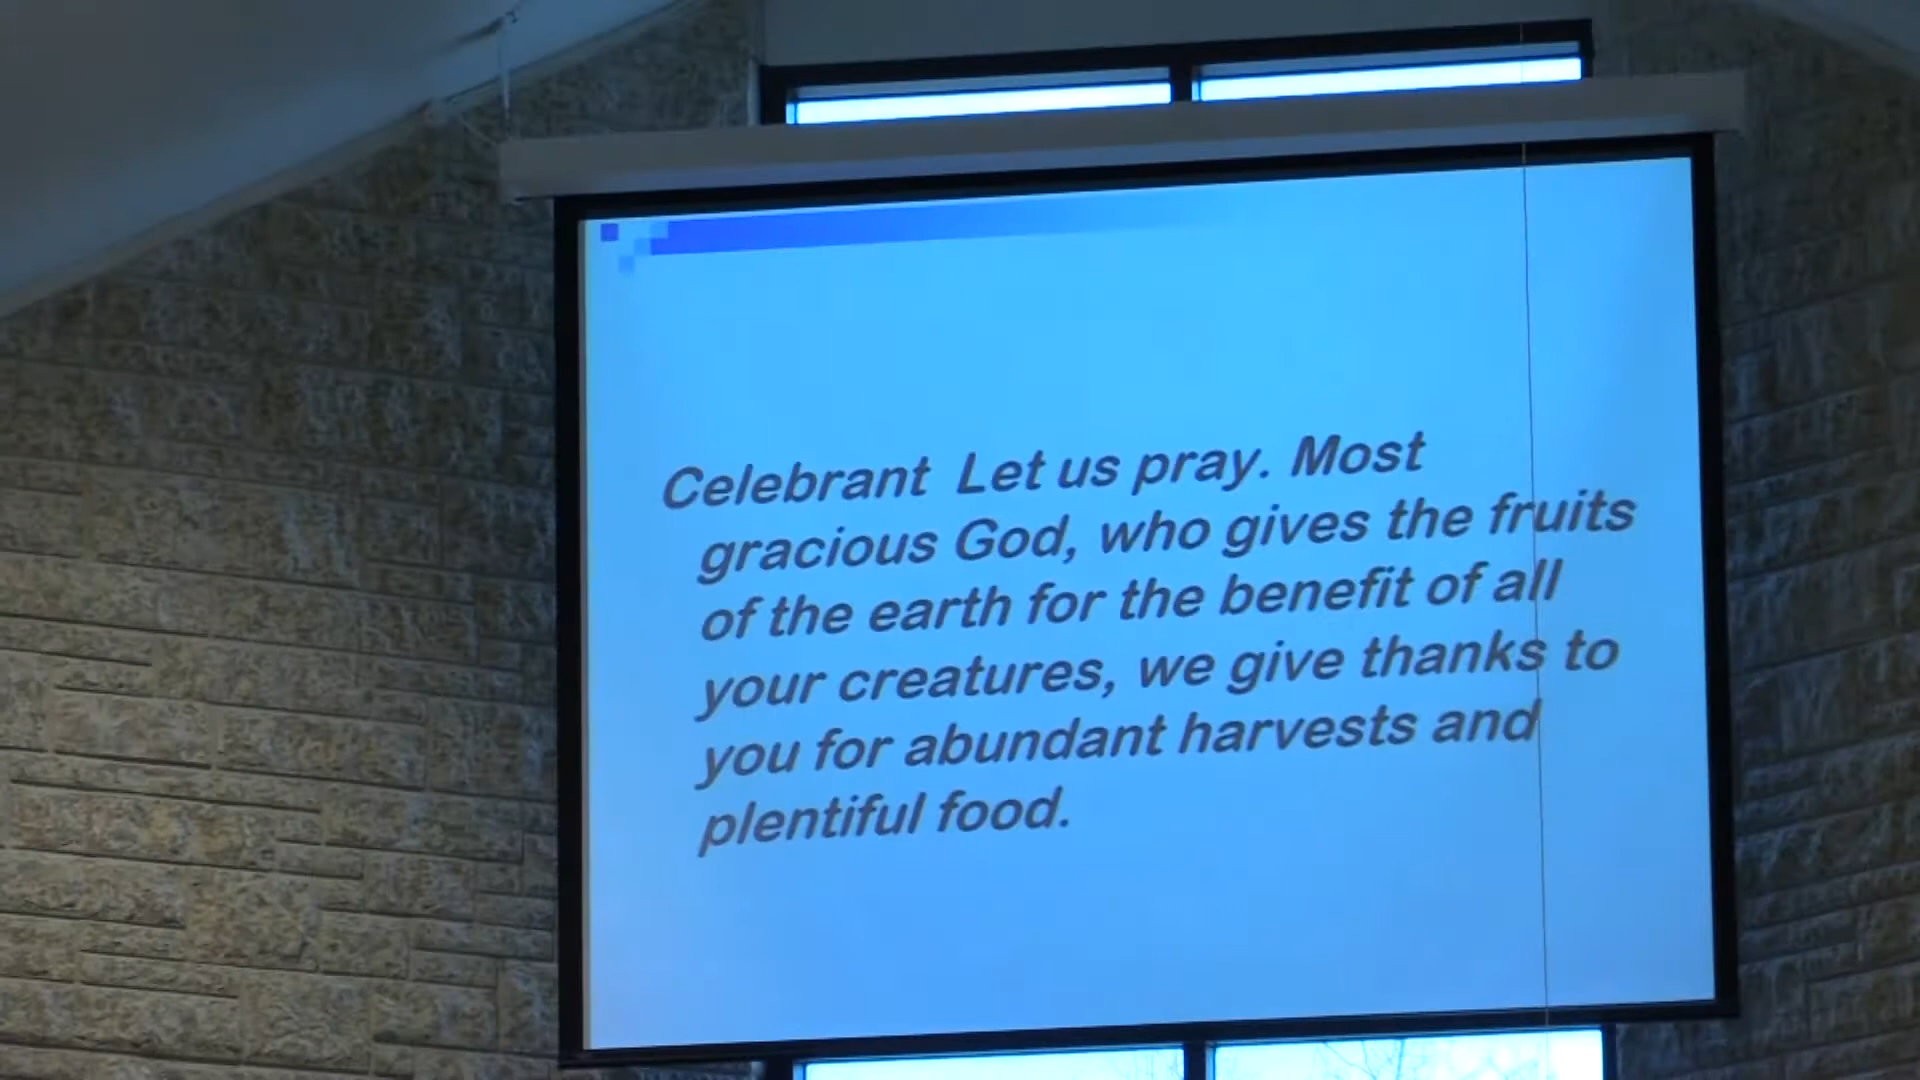 Celebrant Let us pray. Most
gracious God, who gives the fruits
of the earth for the benefit of all
your creatures, we give thanks to
you for abundant harvests and
plentiful food.